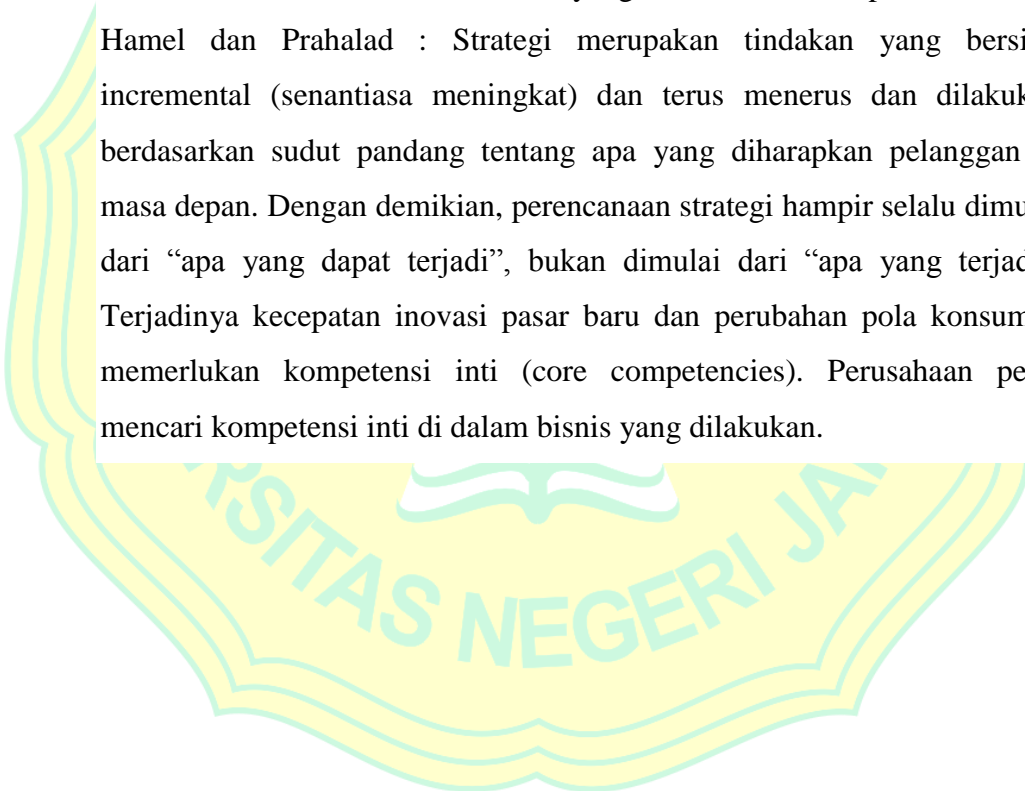 Hamel dan Prahalad : Strategi merupakan tindakan yang bersi
incremental (senantiasa meningkat) dan terus menerus dan dilakuk
berdasarkan sudut pandang tentang apa yang diharapkan pelanggan
masa depan. Dengan demikian, perencanaan strategi hampir selalu dimu
dari “apa yang dapat terjadi”, bukan dimulai dari “apa yang terjad
Terjadinya kecepatan inovasi pasar baru dan perubahan pola konsum
memerlukan kompetensi inti (core competencies). Perusahaan pe
mencari kompetensi inti di dalam bisnis yang dilakukan.
RSITAS NEGERI JA